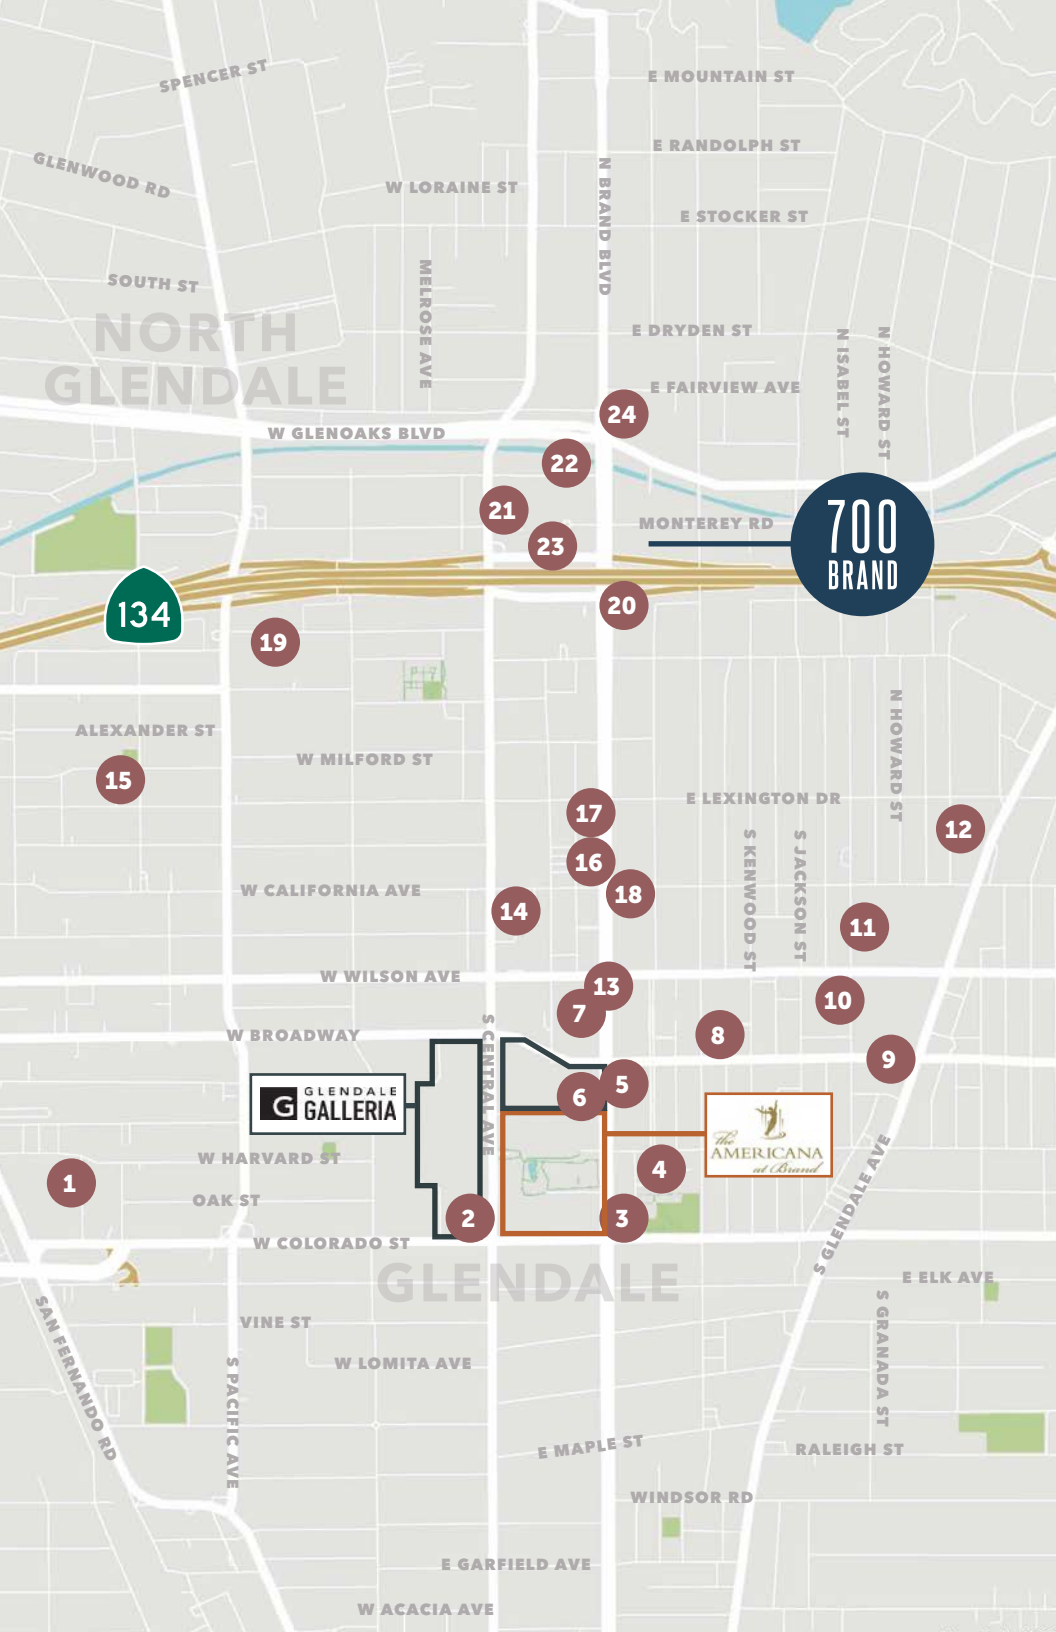 SPENCER ST
E MOUNTAIN ST
E RANDOLPH ST
GLENWOOD RD
W LORAINE ST
N BRAND BLVD
E STOCKER ST
SOUTH ST
MELROSE AVE
NORTH
GLENDALE
E DRYDEN ST
N ISABEL ST
N HOWARD ST
E FAIRVIEW AVE
24
W GLENOAKS BLVD
22
21
MONTEREY RD
700
BRAND
23
134
20
19
N HOWARD ST
ALEXANDER ST
W MILFORD ST
15
E LEXINGTON DR
17
12
S KENWOOD ST
S JACKSON ST
16
W CALIFORNIA AVE
18
14
11
W WILSON AVE
13
10
7
S CENTRAL AVE
W BROADWAY
8
9
GLENDALE
G GALLERIA
6
5
the
AMERICANA
at Brand
W HARVARD ST
4
1
OAK ST
2
3
S GLENDALE AVE
W COLORADO ST
GLENDALE
E ELK AVE
SAN FERNANDO RD
VINE ST
S GRANADA ST
S PACIFIC AVE
W LOMITA AVE
E MAPLE ST
RALEIGH ST
WINDSOR RD
E GARFIELD AVE
W ACACIA AVE